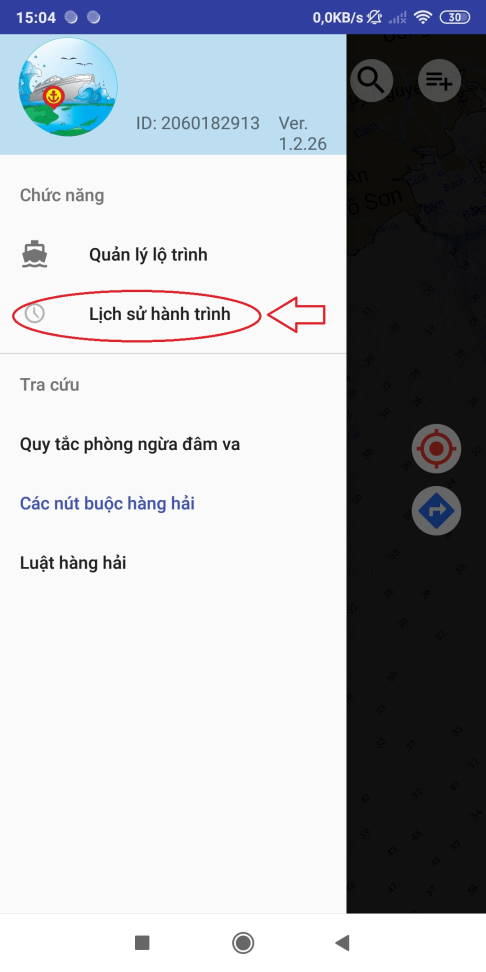 15:04 0,0KB/s 30
ID: 2060182913 Ver.
1.2.26
Chức năng
Quản lý lộ trình
Lịch sử hành trình
Tra cứu
Quy tắc phòng ngừa đâm va
Các nút buộc hàng hải
Luật hàng hải